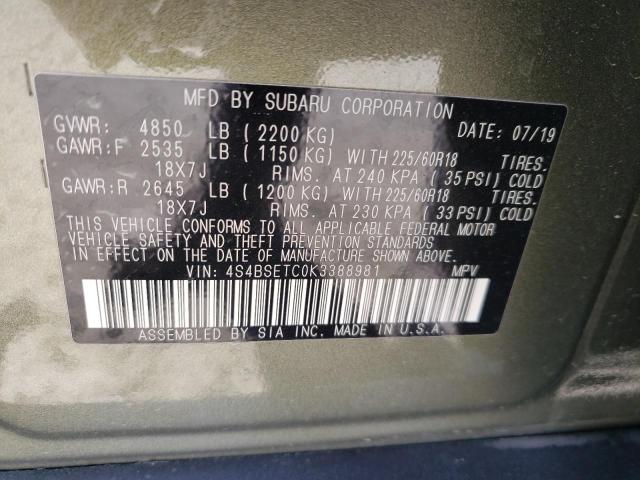 MFD BY SUBARU CORPORATION
GVWR: 4850 LB (2200 KG) DATE: 07/19
GAWR:F 2535 LB (1150 KG) WITH 225/60R18 TIRES.
18X7J RIMS. AT 240 KPA (35 PSI) COLD
GAWR:R 2645 LB (1200 KG) WITH 225/60R18 TIRES.
18X7J RIMS. AT 230 KPA (33 PSI) COLD
THIS VEHICLE CONFORMS TO ALL APPLICABLE FEDERAL MOTOR
VEHICLE SAFETY AND THEFT PREVENTION STANDARDS
IN EFFECT ON THE DATE OF MANUFACTURE SHOWN ABOVE.
VIN: 4S4BSETC0K3388981 MPV
ASSEMBLED BY SIA INC. MADE IN U.S.A.